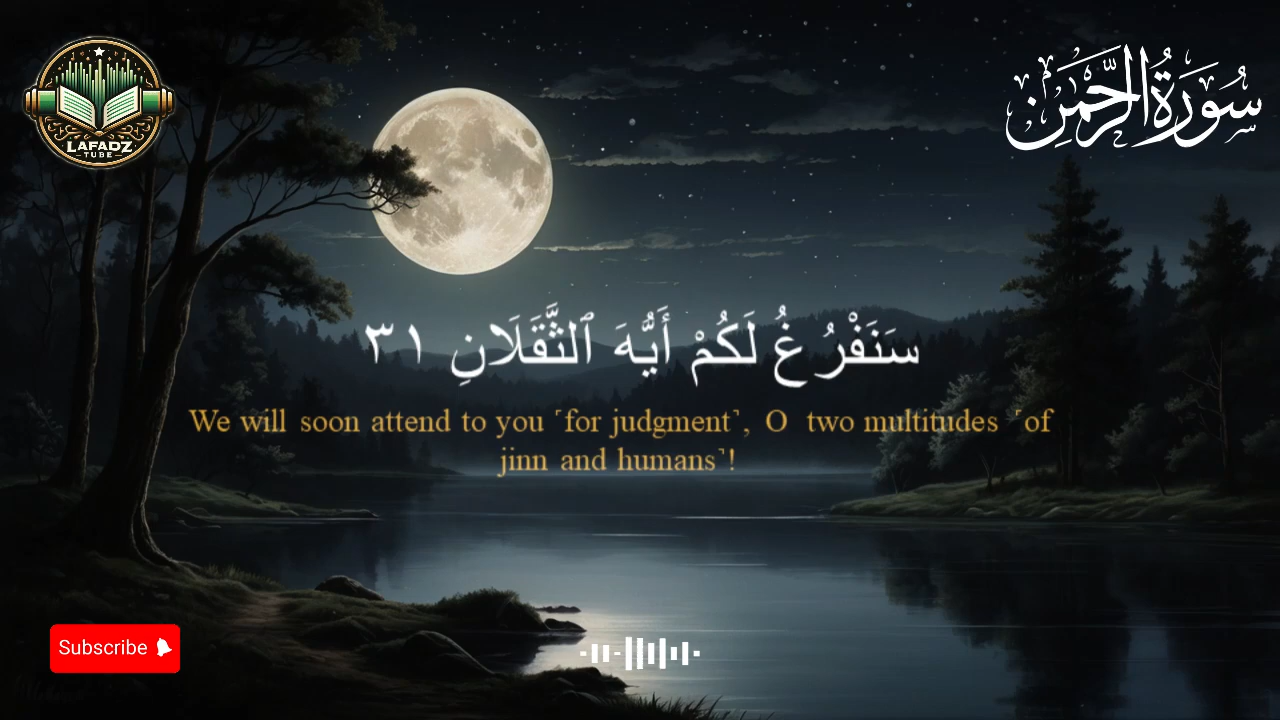 LAFADZ
TUBE
سُورَةُ الرَّحْمٰن
سَنَفْرُغُ لَكُمْ أَيُّهَ ٱلثَّقَلَانِ ٣١
We will soon attend to you ˹for judgment˺, O two multitudes ˹of
jinn and humans˺!
Subscribe